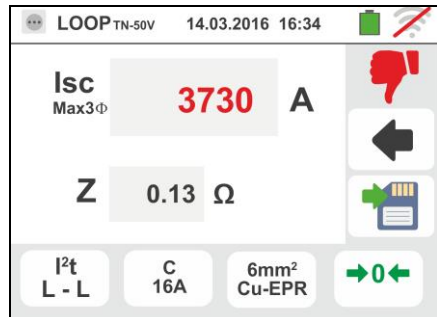 LOOP TN-50V 14.03.2016 16:34
Isc
Max3Φ
3730 A
Z 0.13 Ω
I²t
L - L
C
16A
6mm²
Cu-EPR
→0←